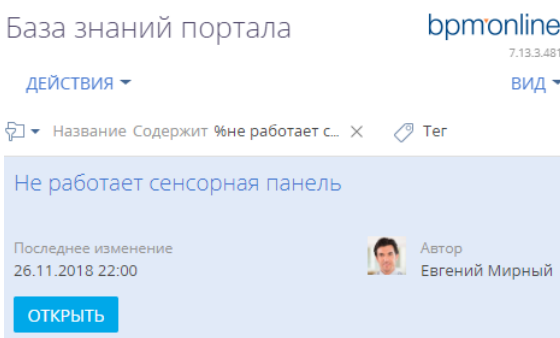 База знаний портала
bpm'online
7.13.3.481
ДЕЙСТВИЯ
ВИД
Название Содержит %не работает с... ×
Тег
Не работает сенсорная панель
Последнее изменение
26.11.2018 22:00
Автор
Евгений Мирный
ОТКРЫТЬ